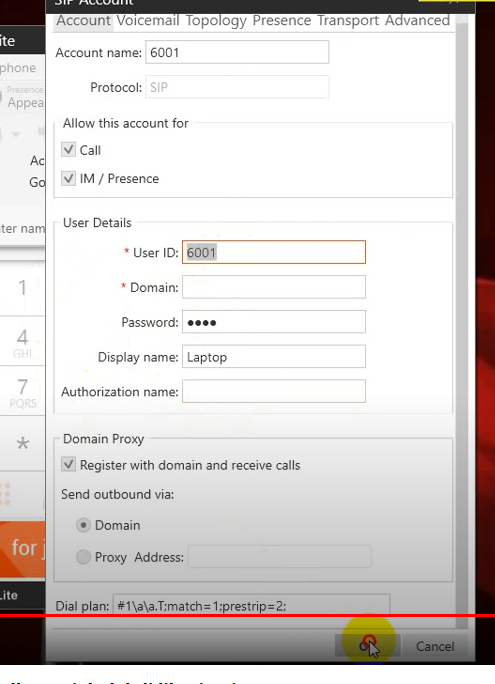 SIP Account
Account Voicemail Topology Presence Transport Advanced
ite
phone
Presence
Appea
Ac
Go
ter nam
1
4
GHI
7
PQRS
*
for j
Lite
Account name: 6001
Protocol: SIP
Allow this account for
Call
IM / Presence
User Details
* User ID: 6001
* Domain:
Password: ●●●●
Display name: Laptop
Authorization name:
Domain Proxy
Register with domain and receive calls
Send outbound via:
Domain
Proxy Address:
Dial plan: #1\a\a.T;match=1;prestrip=2;
Cancel